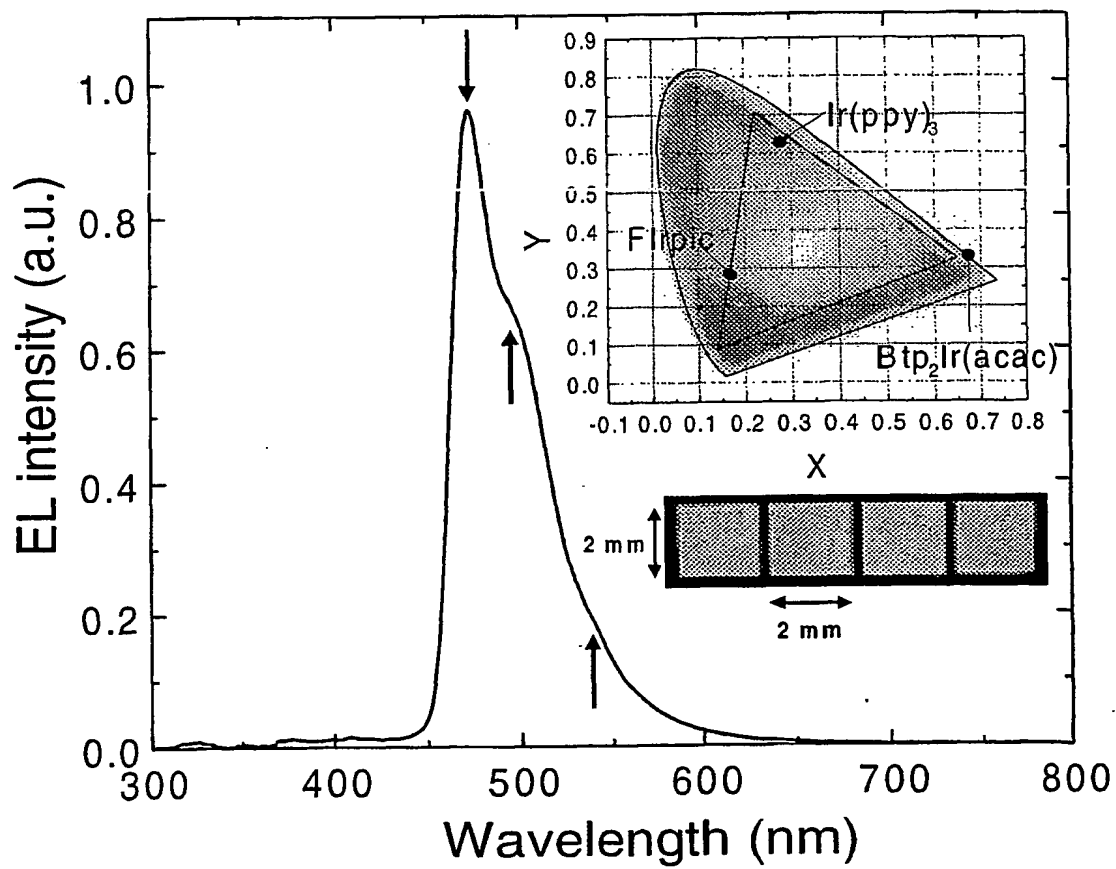 EL intensity (a.u.)
1.0
0.8
0.6
0.4
0.2
0.0
300 400 500 600 700 800
Wavelength (nm)
Y
0.9
0.8
0.7
0.6
0.5
0.4
0.3
0.2
0.1
0.0
-0.1 0.0 0.1 0.2 0.3 0.4 0.5 0.6 0.7 0.8
X
Ir(ppy)₃
FIrpic
Btp₂Ir(acac)
2 mm
2 mm